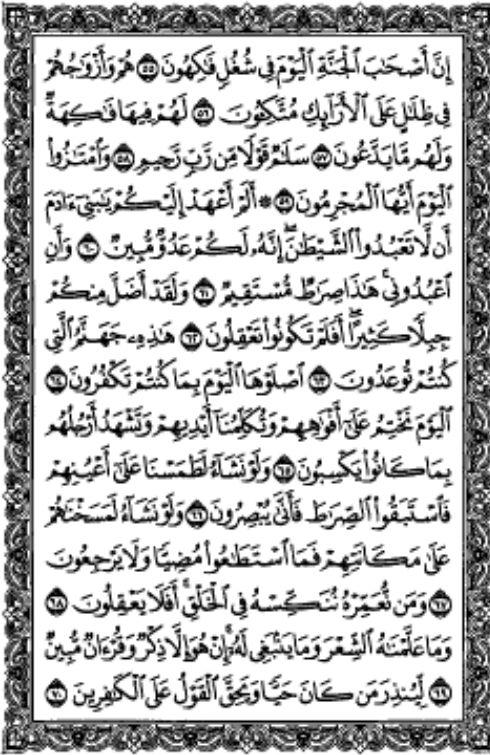 إِنَّ أَصْحَٰبَ ٱلْجَنَّةِ ٱلْيَوْمَ فِى شُغُلٍ فَٰكِهُونَ ٥٥ هُمْ وَأَزْوَٰجُهُمْ
فِى ظِلَٰلٍ عَلَى ٱلْأَرَآئِكِ مُتَّكِـُٔونَ ٥٦ لَهُمْ فِيهَا فَٰكِهَةٌ
وَلَهُم مَّا يَدَّعُونَ ٥٧ سَلَٰمٌ قَوْلًا مِّن رَّبٍّ رَّحِيمٍ ٥٨ وَٱمْتَٰزُوا۟
ٱلْيَوْمَ أَيُّهَا ٱلْمُجْرِمُونَ ٥٩ ۞ أَلَمْ أَعْهَدْ إِلَيْكُمْ يَٰبَنِىٓ ءَادَمَ
أَن لَّا تَعْبُدُوا۟ ٱلشَّيْطَٰنَ ۖ إِنَّهُۥ لَكُمْ عَدُوٌّ مُّبِينٌ ٦٠ وَأَنِ
ٱعْبُدُونِى ۚ هَٰذَا صِرَٰطٌ مُّسْتَقِيمٌ ٦١ وَلَقَدْ أَضَلَّ مِنكُمْ
جِبِلًّا كَثِيرًا ۖ أَفَلَمْ تَكُونُوا۟ تَعْقِلُونَ ٦٢ هَٰذِهِۦ جَهَنَّمُ ٱلَّتِى
كُنتُمْ تُوعَدُونَ ٦٣ ٱصْلَوْهَا ٱلْيَوْمَ بِمَا كُنتُمْ تَكْفُرُونَ ٦٤
ٱلْيَوْمَ نَخْتِمُ عَلَىٰٓ أَفْوَٰهِهِمْ وَتُكَلِّمُنَآ أَيْدِيهِمْ وَتَشْهَدُ أَرْجُلُهُم
بِمَا كَانُوا۟ يَكْسِبُونَ ٦٥ وَلَوْ نَشَآءُ لَطَمَسْنَا عَلَىٰٓ أَعْيُنِهِمْ
فَٱسْتَبَقُوا۟ ٱلصِّرَٰطَ فَأَنَّىٰ يُبْصِرُونَ ٦٦ وَلَوْ نَشَآءُ لَمَسَخْنَٰهُمْ
عَلَىٰ مَكَانَتِهِمْ فَمَا ٱسْتَطَٰعُوا۟ مُضِيًّا وَلَا يَرْجِعُونَ
٦٧ وَمَن نُّعَمِّرْهُ نُنَكِّسْهُ فِى ٱلْخَلْقِ ۖ أَفَلَا يَعْقِلُونَ ٦٨
وَمَا عَلَّمْنَٰهُ ٱلشِّعْرَ وَمَا يَنۢبَغِى لَهُۥٓ ۚ إِنْ هُوَ إِلَّا ذِكْرٌ وَقُرْءَانٌ مُّبِينٌ
٦٩ لِّيُنذِرَ مَن كَانَ حَيًّا وَيَحِقَّ ٱلْقَوْلُ عَلَى ٱلْكَٰفِرِينَ ٧٠